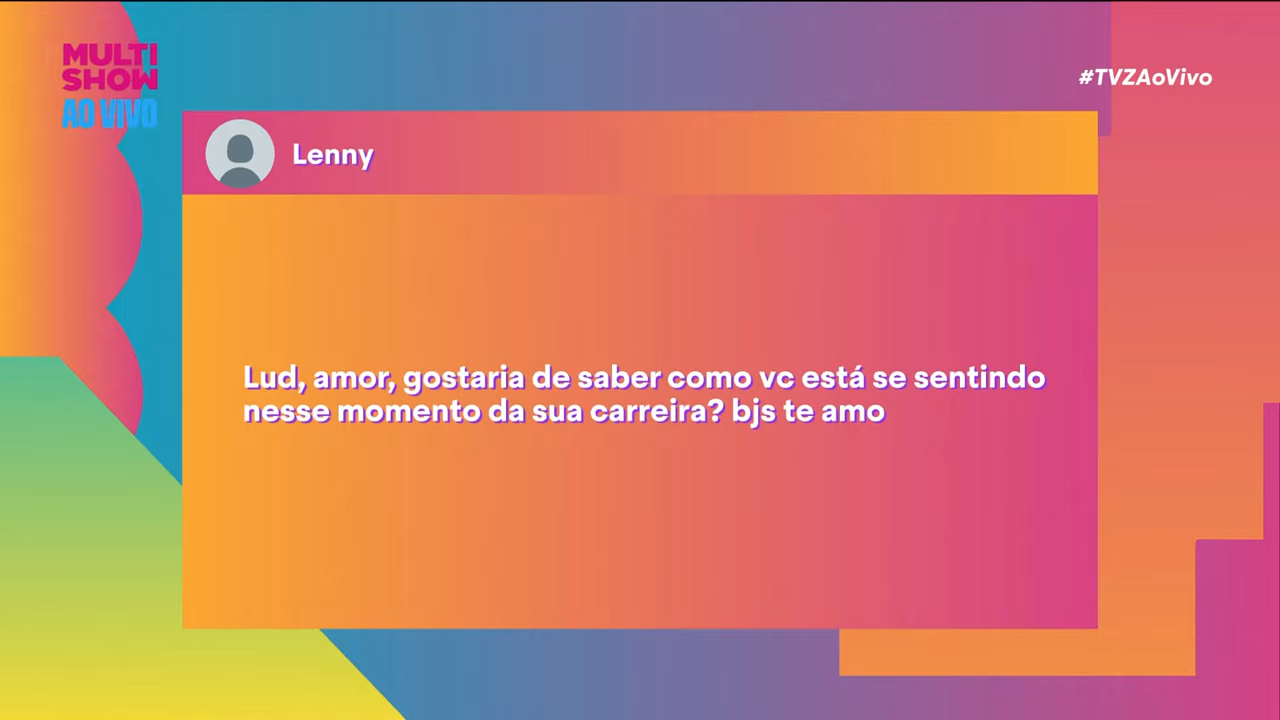 MULTI
SHOW
AO VIVO
#TVZAoVivo
Lenny
Lud, amor, gostaria de saber como vc está se sentindo
nesse momento da sua carreira? bjs te amo